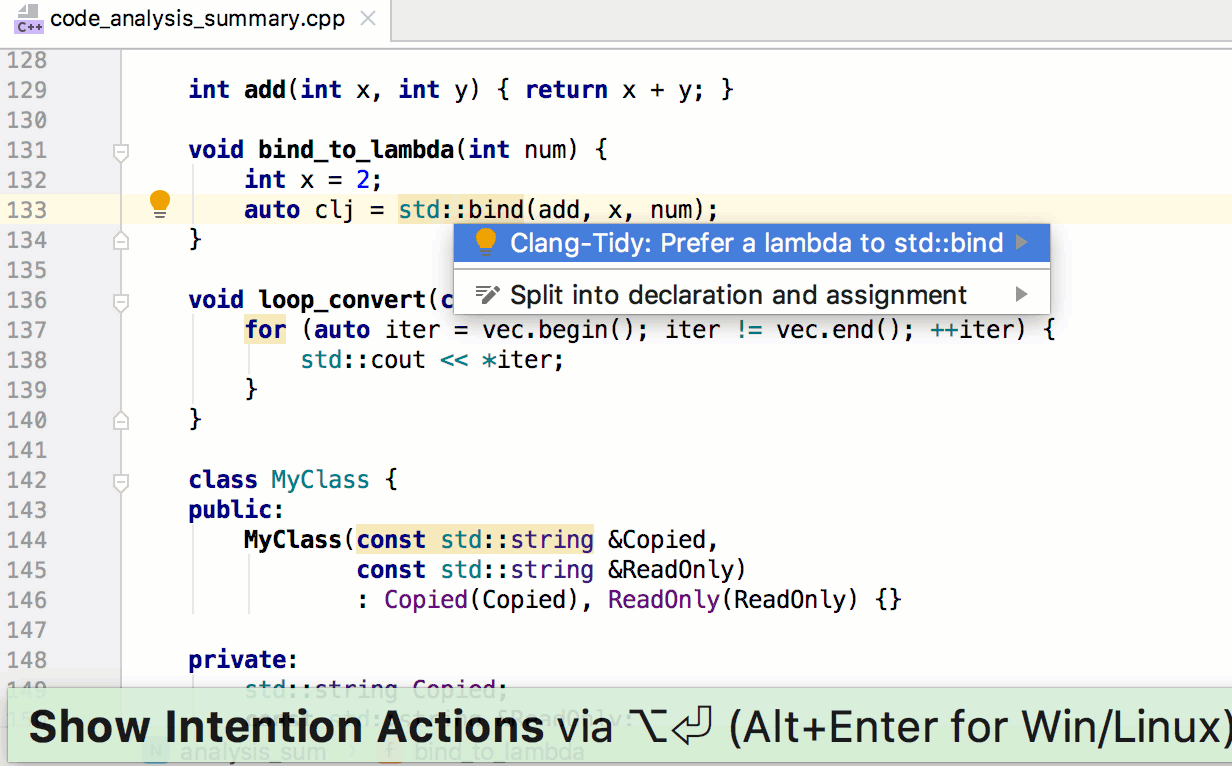 C++ code_analysis_summary.cpp
128
129 int add(int x, int y) { return x + y; }
130
131 void bind_to_lambda(int num) {
132 int x = 2;
133 auto clj = std::bind(add, x, num);
134 }
Clang-Tidy: Prefer a lambda to std::bind
135
Split into declaration and assignment
136 void loop_convert(
137 for (auto iter = vec.begin(); iter != vec.end(); ++iter) {
138 std::cout << *iter;
139 }
140 }
141
142 class MyClass {
143 public:
144 MyClass(const std::string &Copied,
145 const std::string &ReadOnly)
146 : Copied(Copied), ReadOnly(ReadOnly) {}
147
148 private:
149 std::string Copied;
Show Intention Actions via ⌥⏎ (Alt+Enter for Win/Linux)
N analysis_sum f bind_to_lambda